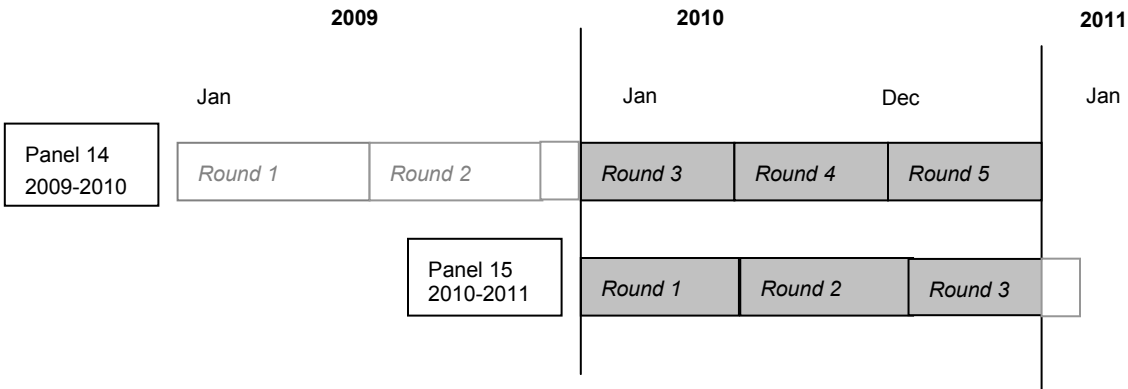 2009 2010 2011
Jan Jan Dec Jan
Panel 14
2009-2010
Round 1 Round 2 Round 3 Round 4 Round 5
Panel 15
2010-2011
Round 1 Round 2 Round 3